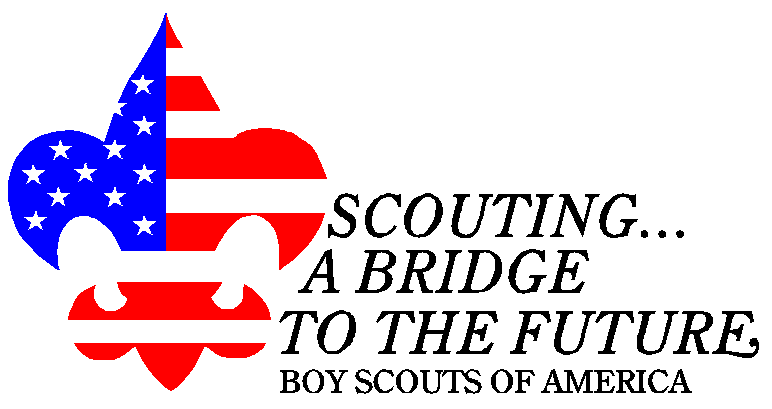 SCOUTING...
A BRIDGE
TO THE FUTURE
BOY SCOUTS OF AMERICA